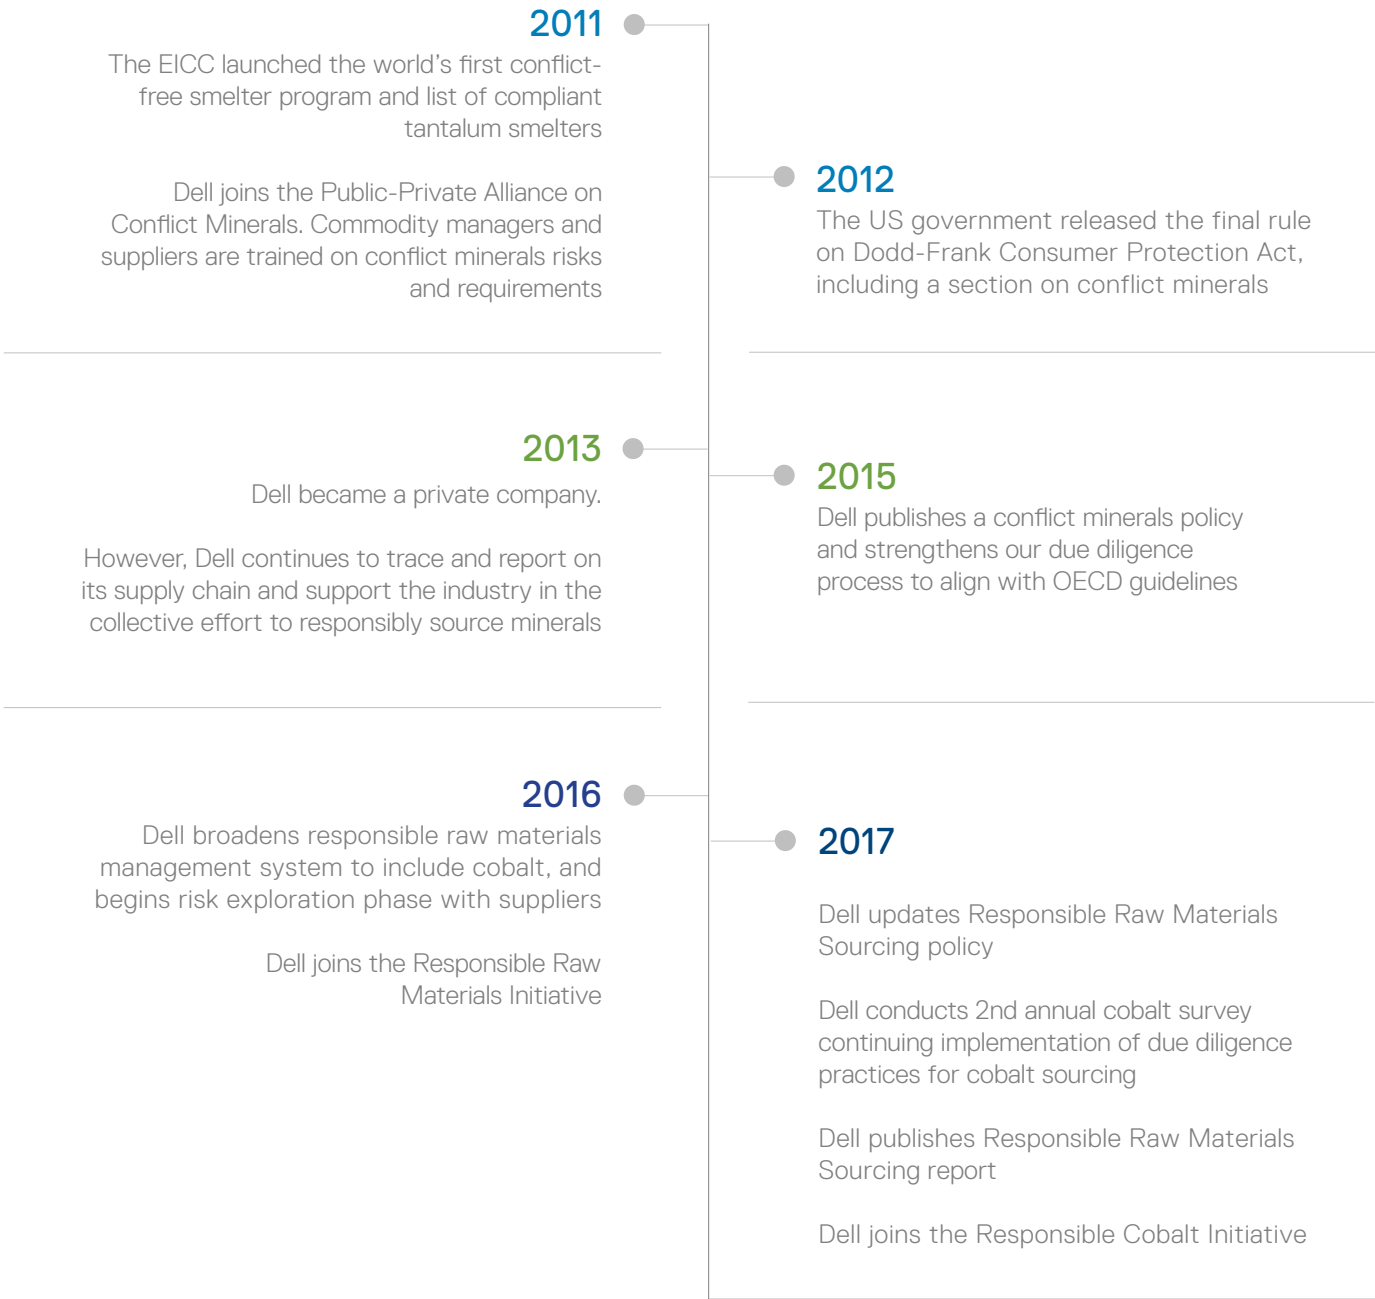 2011
The EICC launched the world’s first conflict-
free smelter program and list of compliant
tantalum smelters
Dell joins the Public-Private Alliance on
Conflict Minerals. Commodity managers and
suppliers are trained on conflict minerals risks
and requirements
2012
The US government released the final rule
on Dodd-Frank Consumer Protection Act,
including a section on conflict minerals
2013
Dell became a private company.
However, Dell continues to trace and report on
its supply chain and support the industry in the
collective effort to responsibly source minerals
2015
Dell publishes a conflict minerals policy
and strengthens our due diligence
process to align with OECD guidelines
2016
Dell broadens responsible raw materials
management system to include cobalt, and
begins risk exploration phase with suppliers
Dell joins the Responsible Raw
Materials Initiative
2017
Dell updates Responsible Raw Materials
Sourcing policy
Dell conducts 2nd annual cobalt survey
continuing implementation of due diligence
practices for cobalt sourcing
Dell publishes Responsible Raw Materials
Sourcing report
Dell joins the Responsible Cobalt Initiative